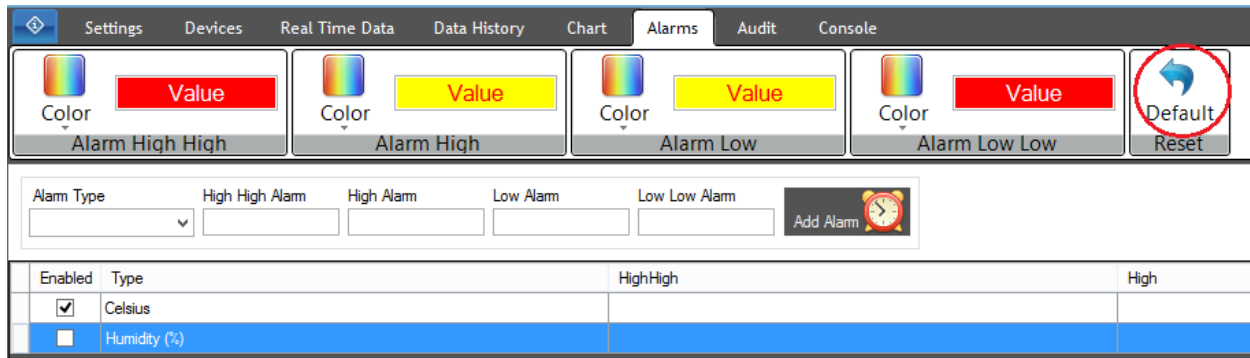 Settings Devices Real Time Data Data History Chart Alarms Audit Console
Color Value Color Value Color Value Color Value Default
Alarm High High Alarm High Alarm Low Alarm Low Low Reset
Alarm Type High High Alarm High Alarm Low Alarm Low Low Alarm
Add Alarm
Enabled Type HighHigh High
Celsius
Humidity (%)